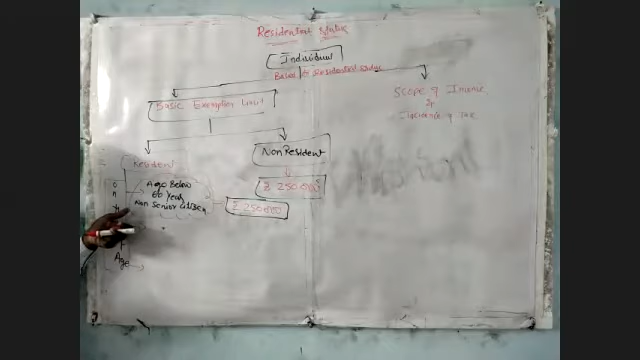 Residential Status
Individual
Based on Residential Status
Basic Exemption Limit
Scope of Income
Incidence of Tax
Resident
Non Resident
Age Below
60 Years
Non Senior Citizen
₹ 250000
₹ 250000
Age